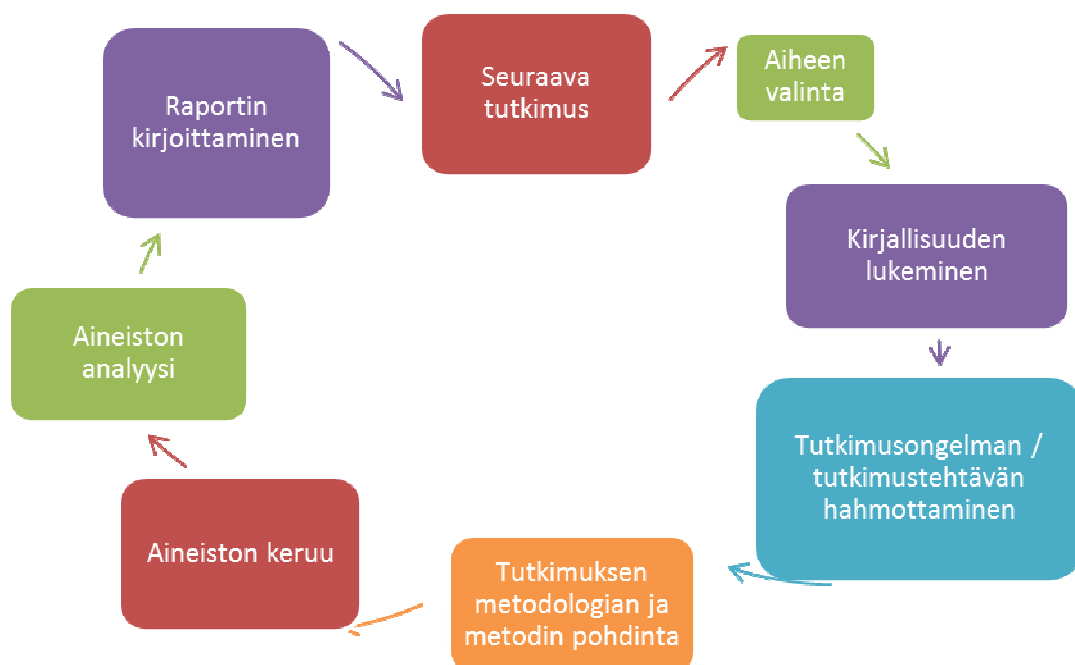 Seuraava
tutkimus
Aiheen
valinta
Kirjallisuuden
lukeminen
Tutkimusongelman /
tutkimustehtävän
hahmottaminen
Tutkimuksen
metodologian ja
metodin pohdinta
Aineiston keruu
Aineiston
analyysi
Raportin
kirjoittaminen